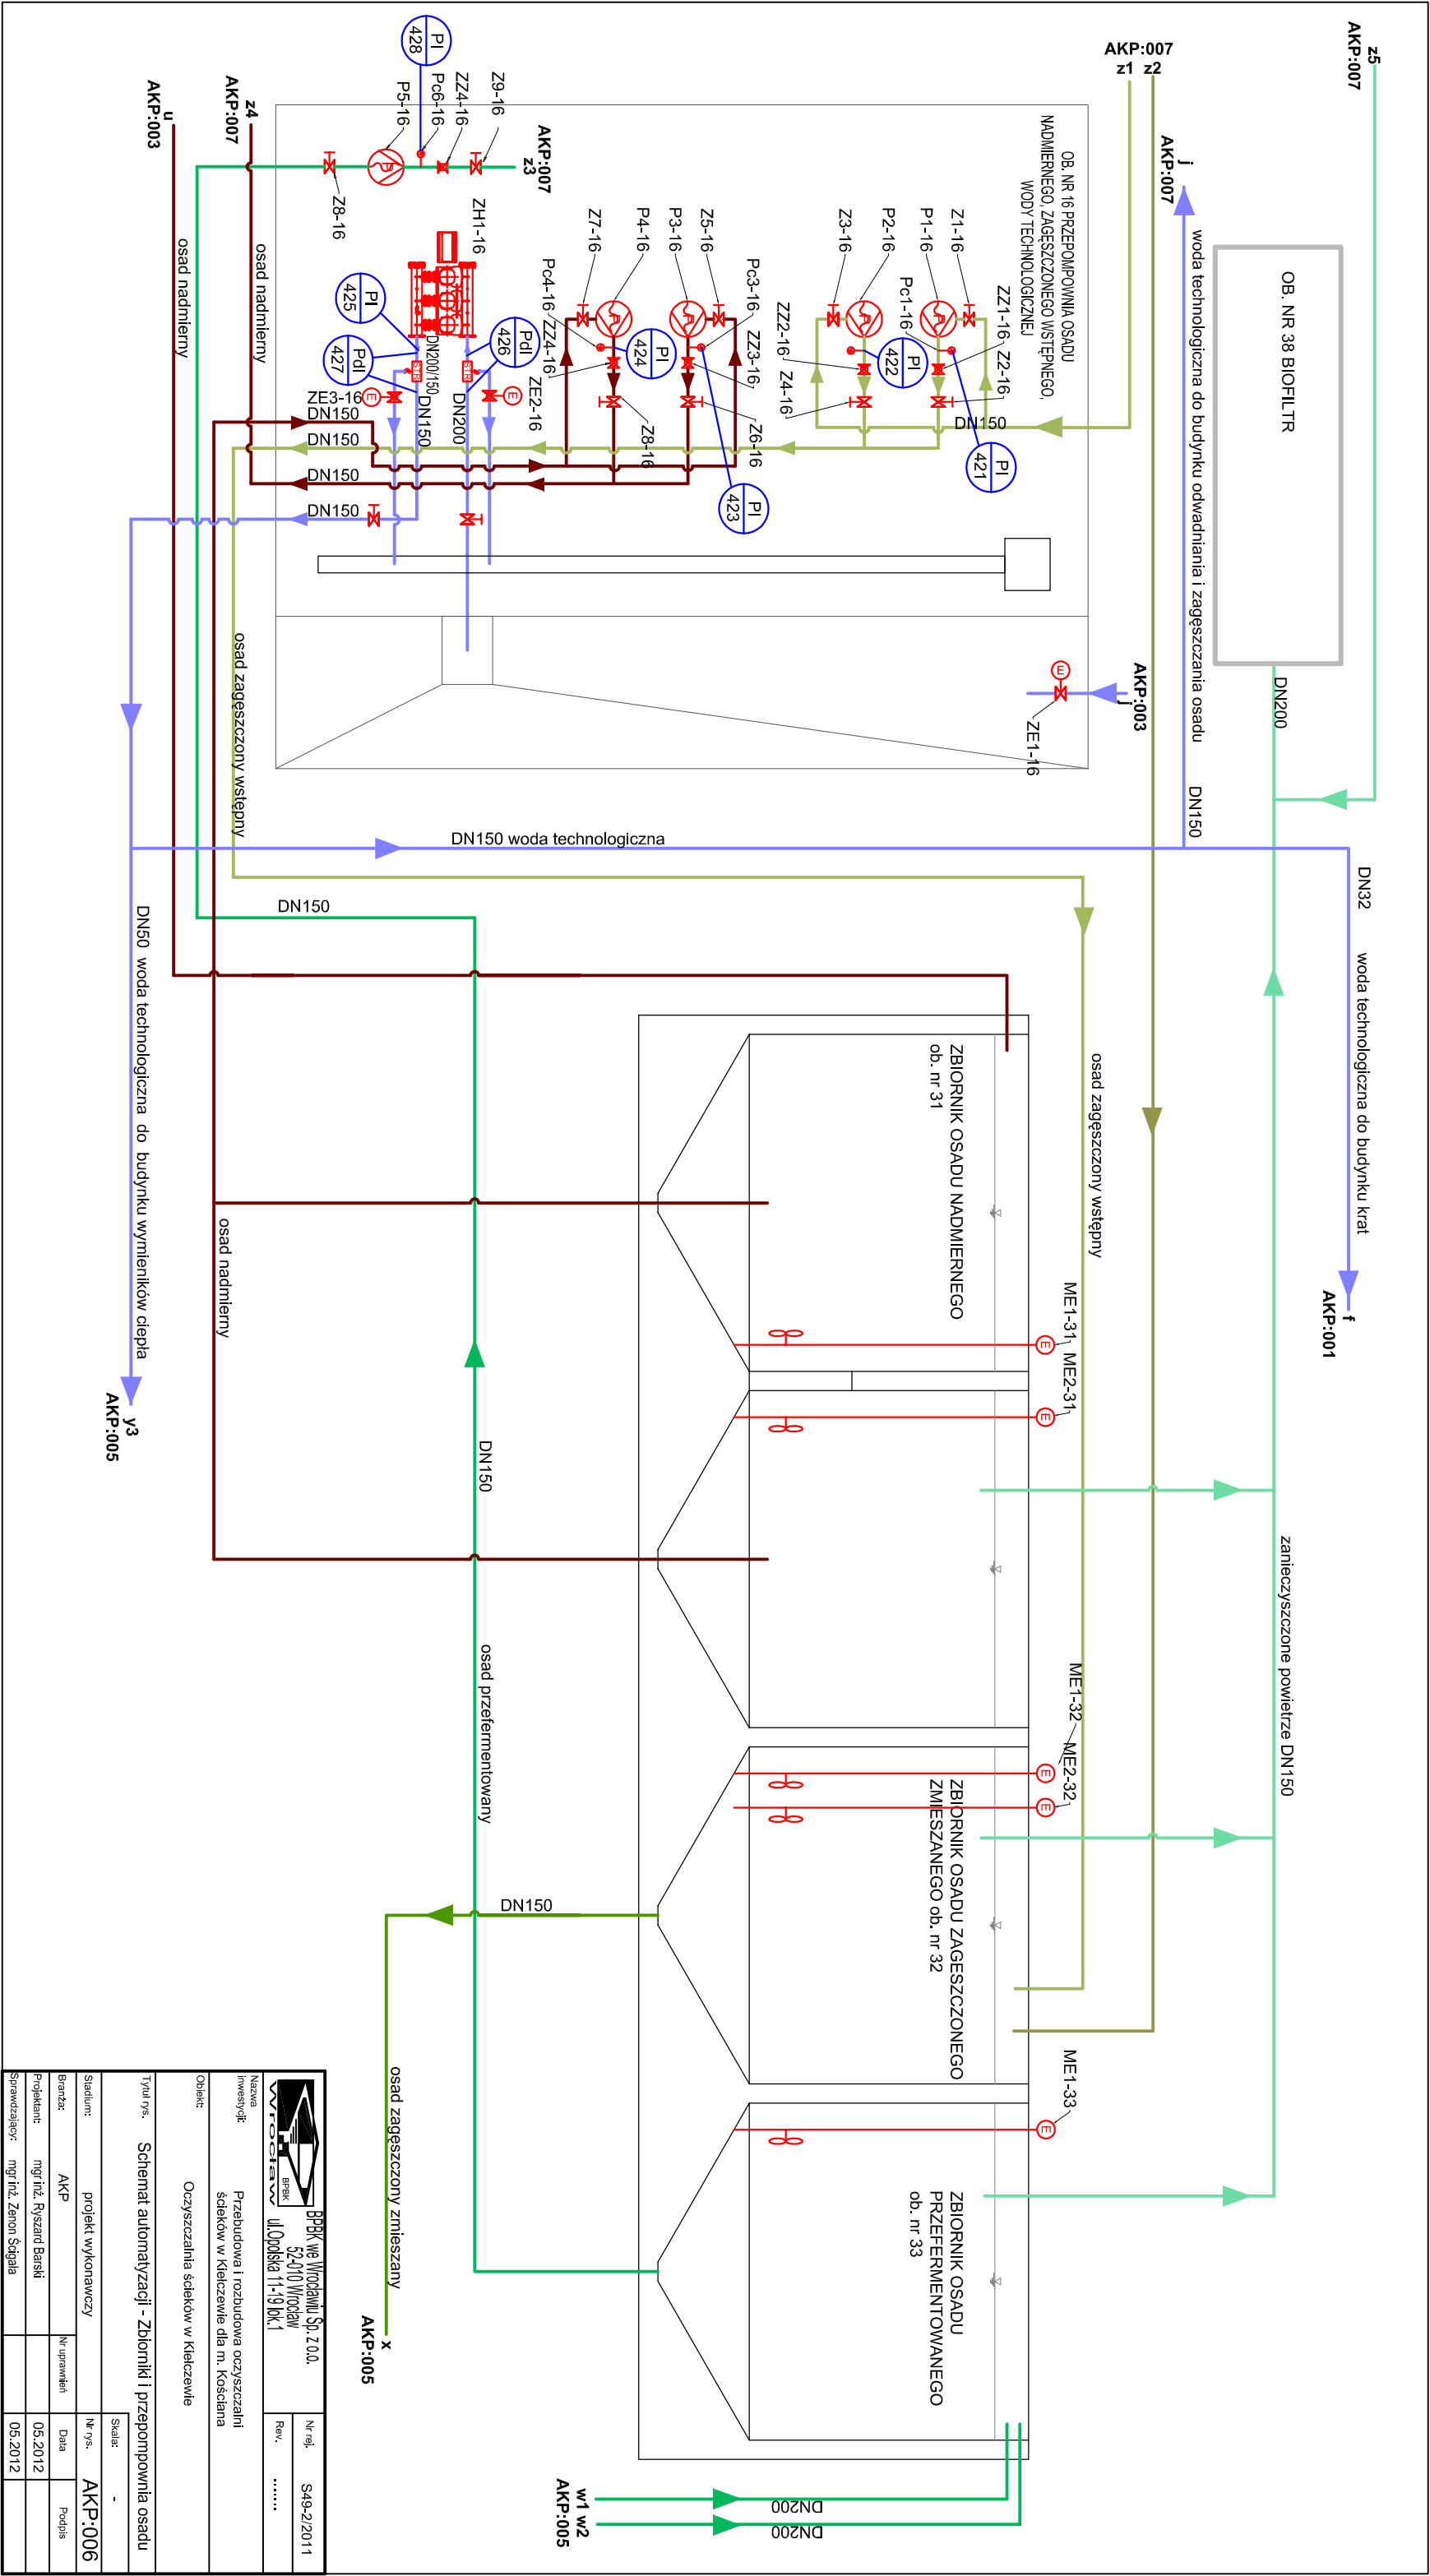 z5
AKP:007
AKP:007
z1 z2
j
AKP:007
woda technologiczna do budynku odwadniania i zagęszczania osadu
DN150
OB. NR 38 BIOFILTR
DN200
DN32
woda technologiczna do budynku krat
f
AKP:001
zanieczyszczone powietrze DN150
OB. NR 16 PRZEPOMPOWNIA OSADU
NADMIERNEGO, ZAGĘSZCZONEGO WSTĘPNEGO,
WODY TECHNOLOGICZNEJ
Z1-16
P1-16
Pc1-16
P2-16
Z3-16
ZZ1-16
Z2-16
ZZ2-16
Z4-16
PI
422
PI
421
DN150
Z5-16
P3-16
P4-16
Z7-16
Pc3-16
ZZ3-16
Z6-16
Pc4-16
ZZ4-16
Z8-16
PI
424
PI
423
AKP:007
z3
Z9-16
ZZ4-16
Pc6-16
P5-16
PI
428
Z8-16
ZH1-16
PI
425
PdI
426
PdI
427
STR
STR
DN200/150
ZE2-16
ZE3-16
DN150
DN200
DN150
DN150
DN150
DN150
E
E
E
AKP:003
j
ZE1-16
z4
AKP:007
osad nadmierny
u
AKP:003
osad nadmierny
osad zagęszczony wstępny
DN150 woda technologiczna
DN50 woda technologiczna do budynku wymieników ciepła
y3
AKP:005
DN150
osad nadmierny
osad zagęszczony wstępny
ZBIORNIK OSADU NADMIERNEGO
ob. nr 31
ME1-31
ME2-31
E
E
DN150
osad przefermentowany
ME1-32
ME2-32
E
E
ZBIORNIK OSADU ZAGESZCZONEGO
ZMIESZANEGO ob. nr 32
DN150
osad zagęszczony zmieszany
x
AKP:005
ME1-33
E
ZBIORNIK OSADU
PRZEFERMENTOWANEGO
ob. nr 33
w1 w2
AKP:005
DN200
DN200
BPBK
Wrocław
BPBK we Wrocławiu Sp. z o.o.
52-010 Wrocław
ul.Opolska 11-19 lok.1
Nr rej.
S49-2/2011
Rev.
.......
Nazwa
inwestycji:
Przebudowa i rozbudowa oczyszczalni
ścieków w Kiełczewie dla m. Kościana
Obiekt:
Oczyszczalnia ścieków w Kiełczewie
Tytuł rys.
Schemat automatyzacji - Zbiorniki i przepompownia osadu
Skala:
-
Stadium:
projekt wykonawczy
Nr rys.
AKP:006
Branża:
AKP
Nr uprawnień
Data
Podpis
Projektant:
mgr inż. Ryszard Barski
05.2012
Sprawdzający:
mgr inż. Zenon Ścigała
05.2012